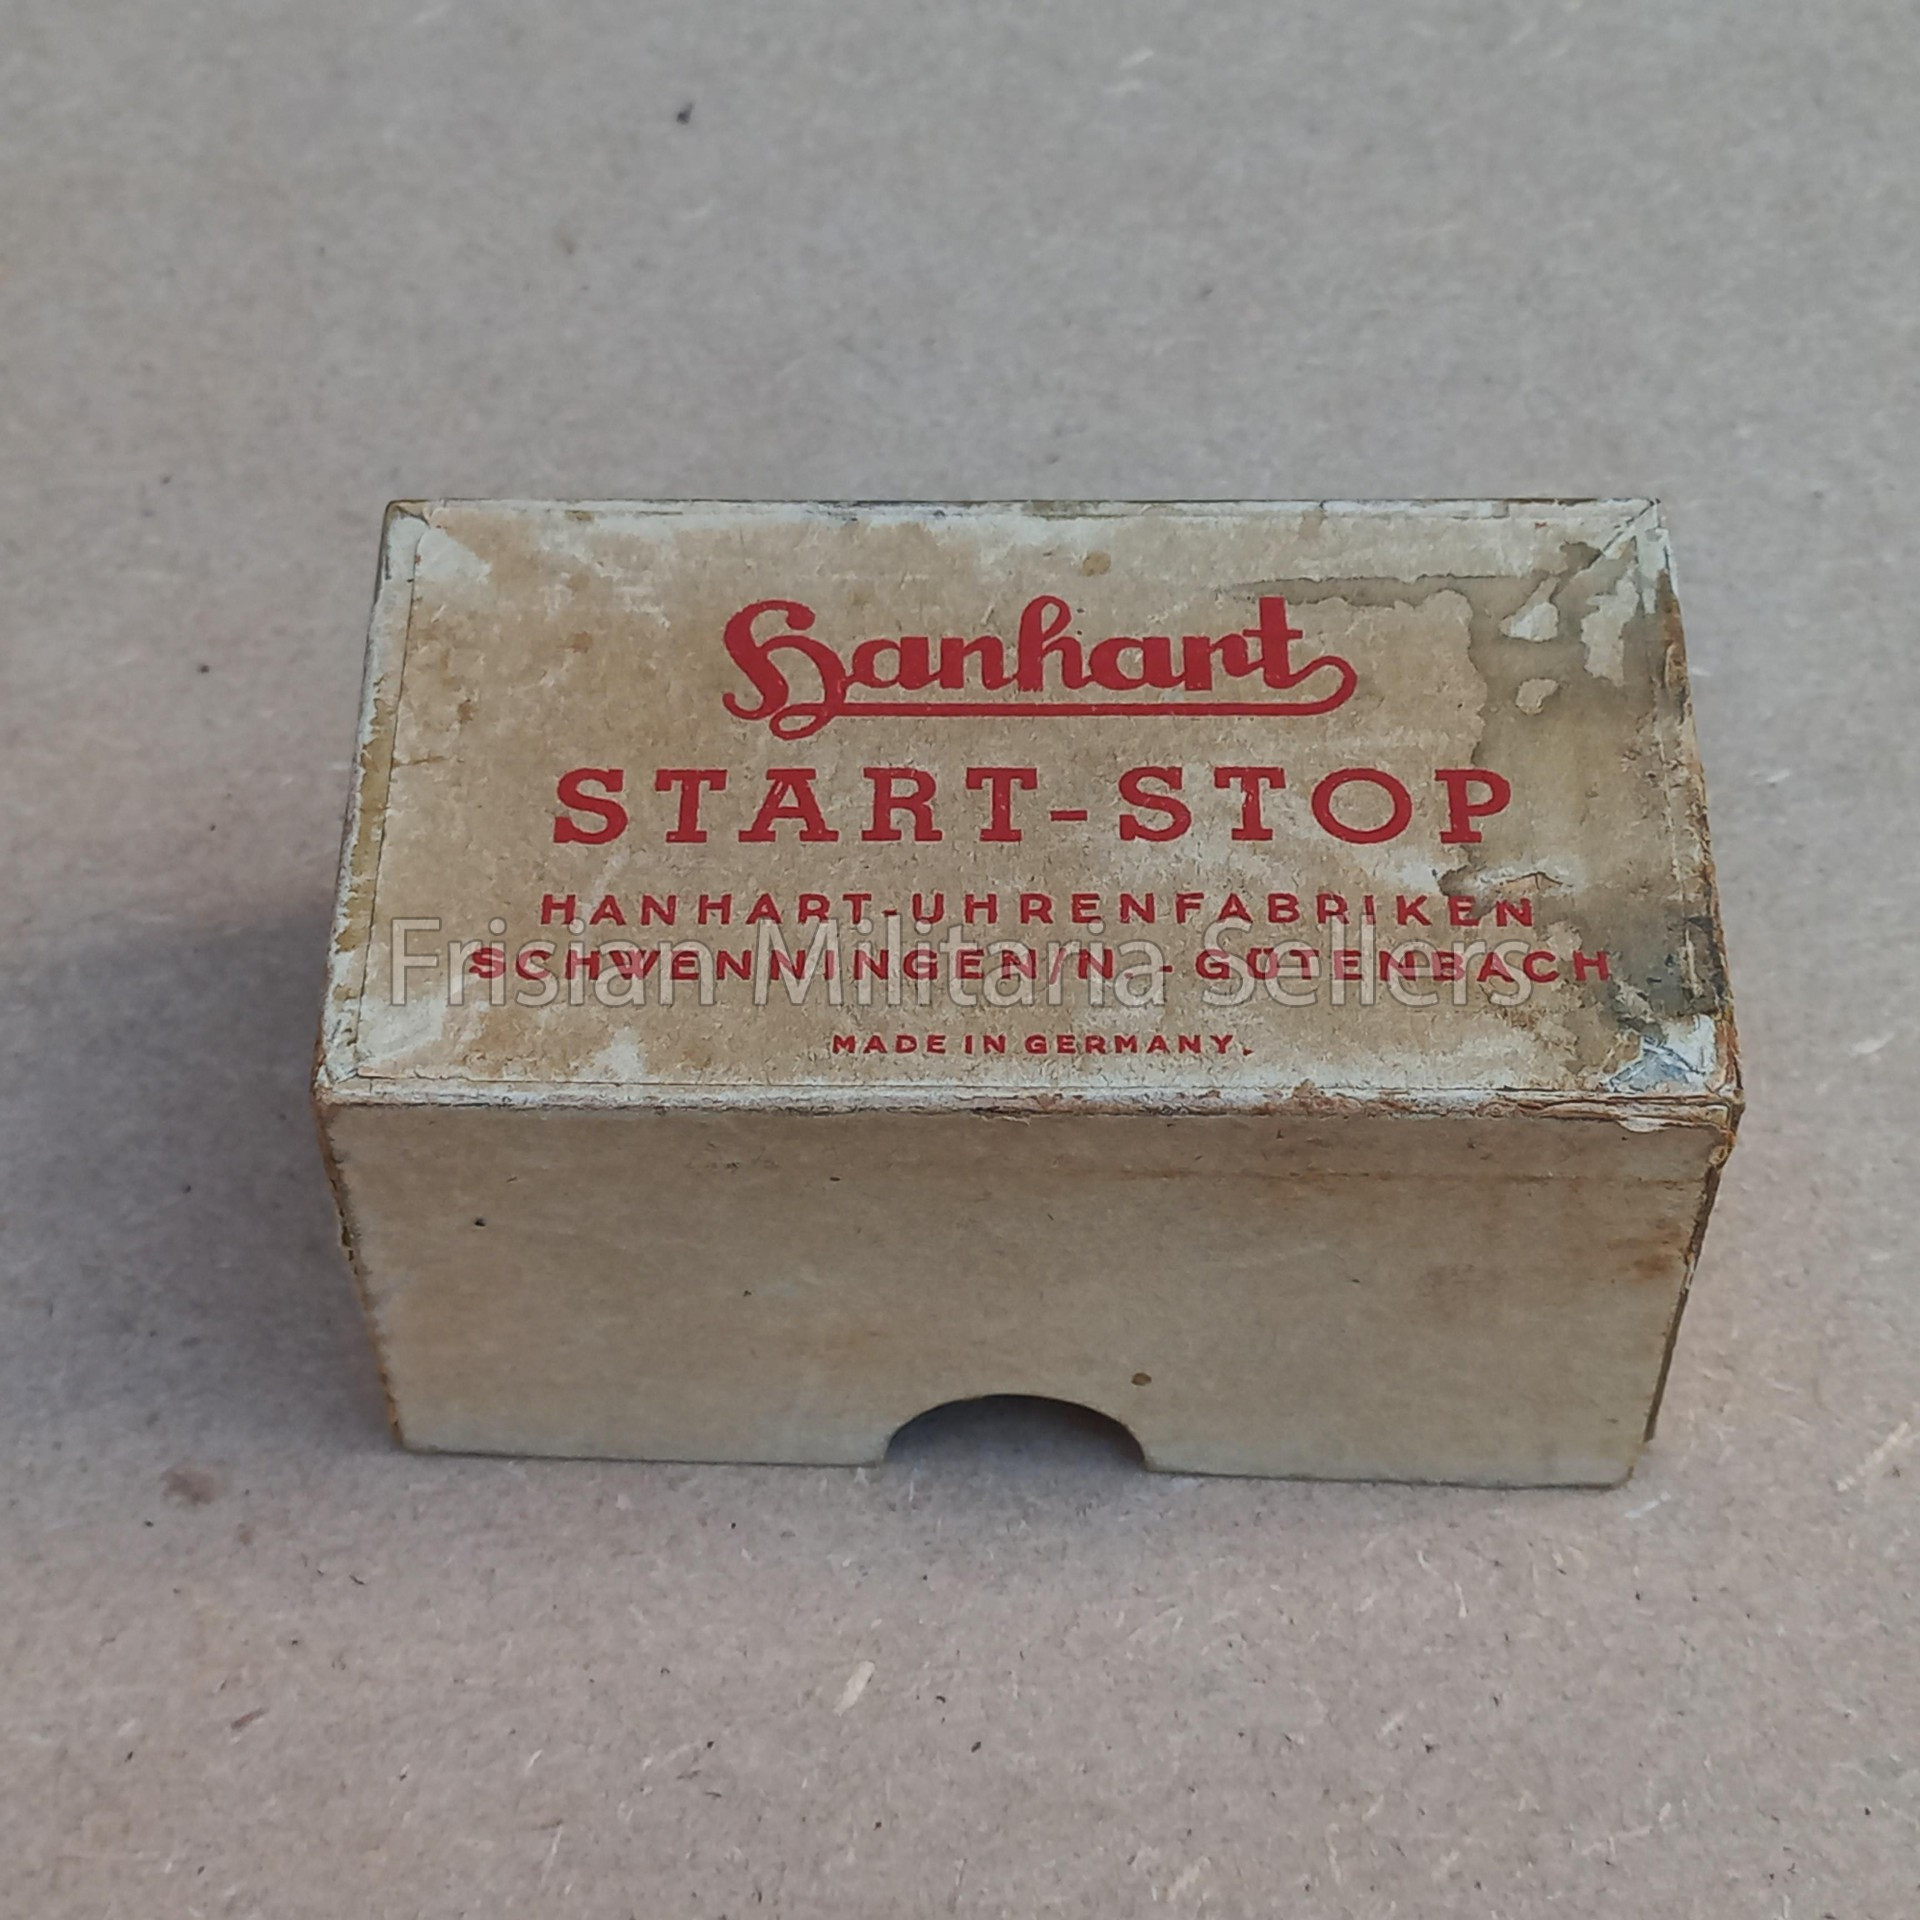 Hanhart
START-STOP
HANHART-UHRENFABRIKEN
SCHWENNINGEN/N. - GÜTENBACH
Frisian Militaria Sellers
MADE IN GERMANY.